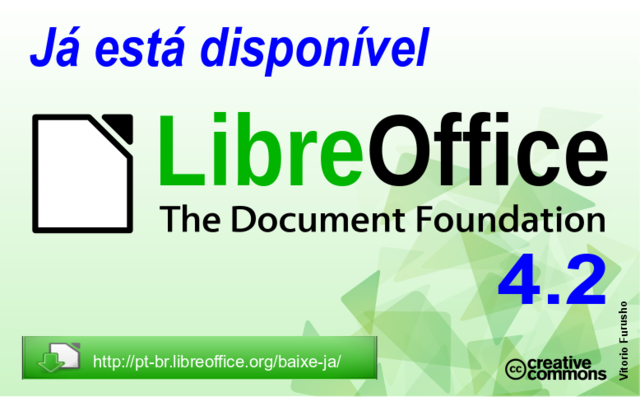 Já está disponível
LibreOffice
The Document Foundation
4.2
http://pt-br.libreoffice.org/baixe-ja/
cc creative
commons
Vitorio Furusho